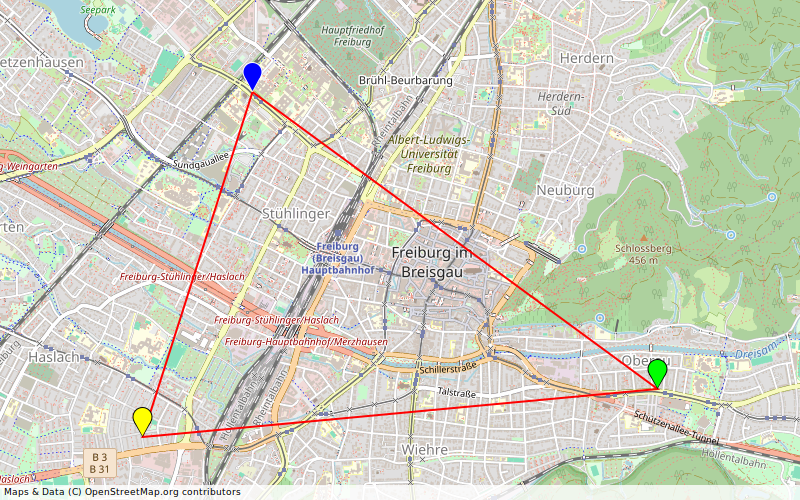 Seepark
Hauptfriedhof
Freiburg
Herdern
etzenhausen
Brühl-Beurbarung
Herdern-
Süd
Rheintalbahn
Albert-Ludwigs-
Universität
Freiburg
Sundgauallee
g-Weingarten
Neuburg
Stühlinger
rten
Freiburg
(Breisgau)
Hauptbahnhof
Freiburg im
Breisgau
Schlossberg
456 m
Freiburg-Stühlinger/Haslach
Freiburg-Stühlinger/Haslach
Freiburg-Hauptbahnhof/Merzhausen
Haslach
Oberau
Dreisam
Schillerstraße
Höllentalbahn
Rheintalbahn
Talstraße
Schützenallee-Tunnel
Wiehre
Höllentalbahn
B 3
B 31
Haslach
Maps & Data (C) OpenStreetMap.org contributors